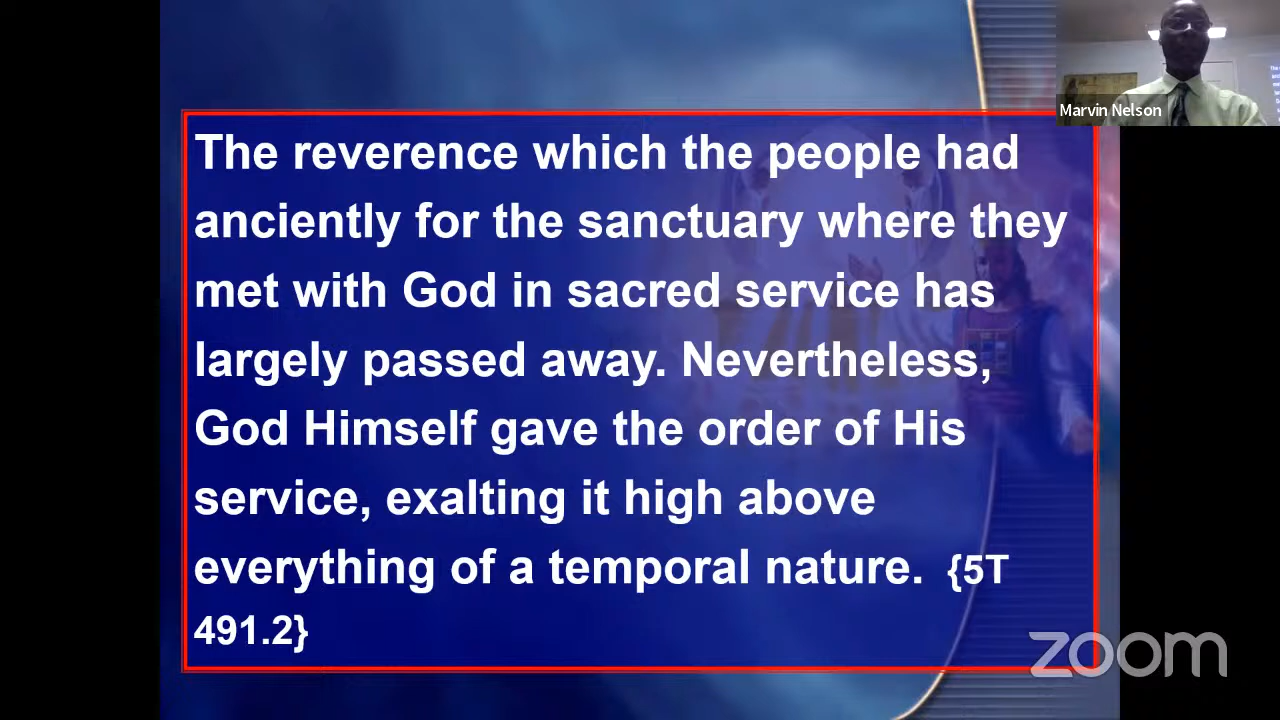 Marvin Nelson
The reverence which the people had
anciently for the sanctuary where they
met with God in sacred service has
largely passed away. Nevertheless,
God Himself gave the order of His
service, exalting it high above
everything of a temporal nature. {5T
491.2}
zoom